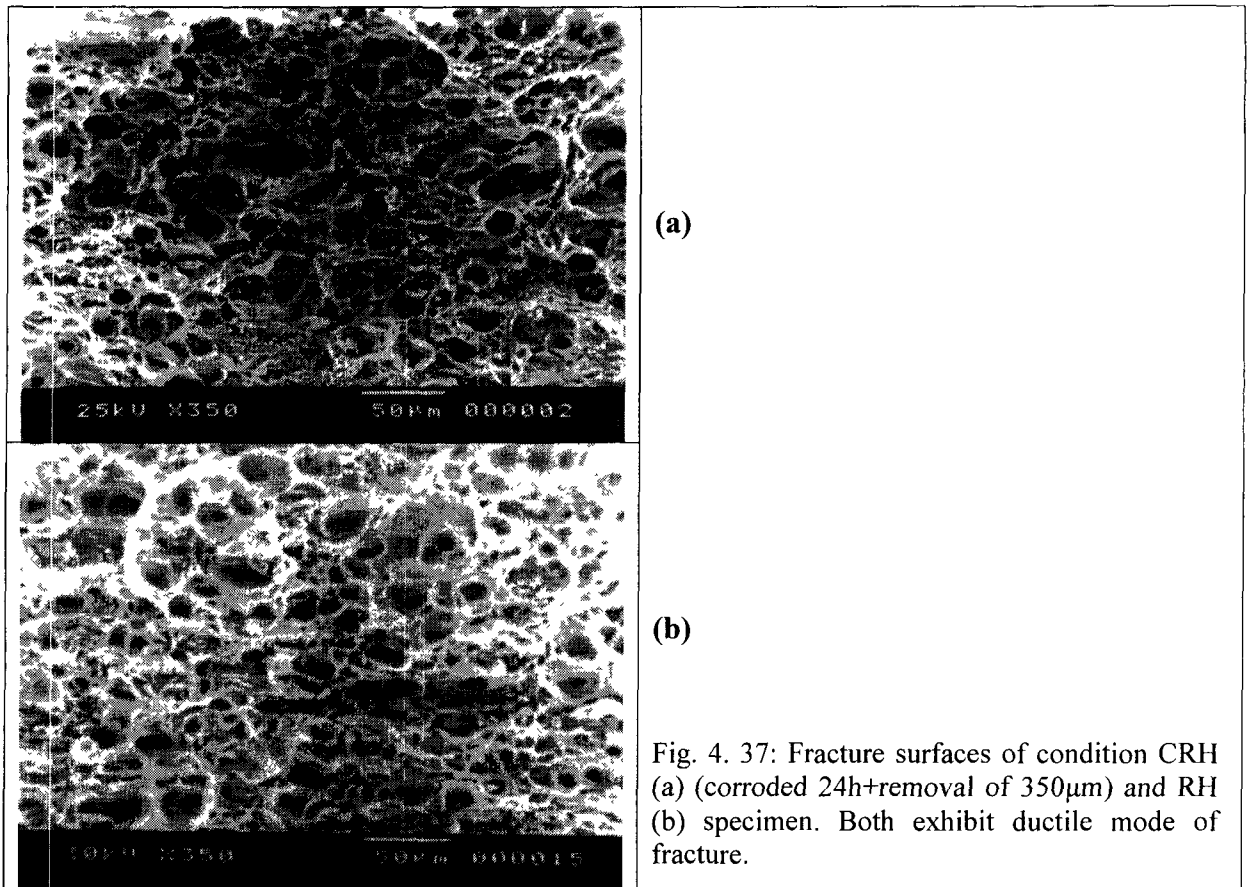 (a)
25kV X350 50µm 000002
(b)
kV X350 50µm 000015
Fig. 4. 37: Fracture surfaces of condition CRH
(a) (corroded 24h+removal of 350µm) and RH
(b) specimen. Both exhibit ductile mode of
fracture.